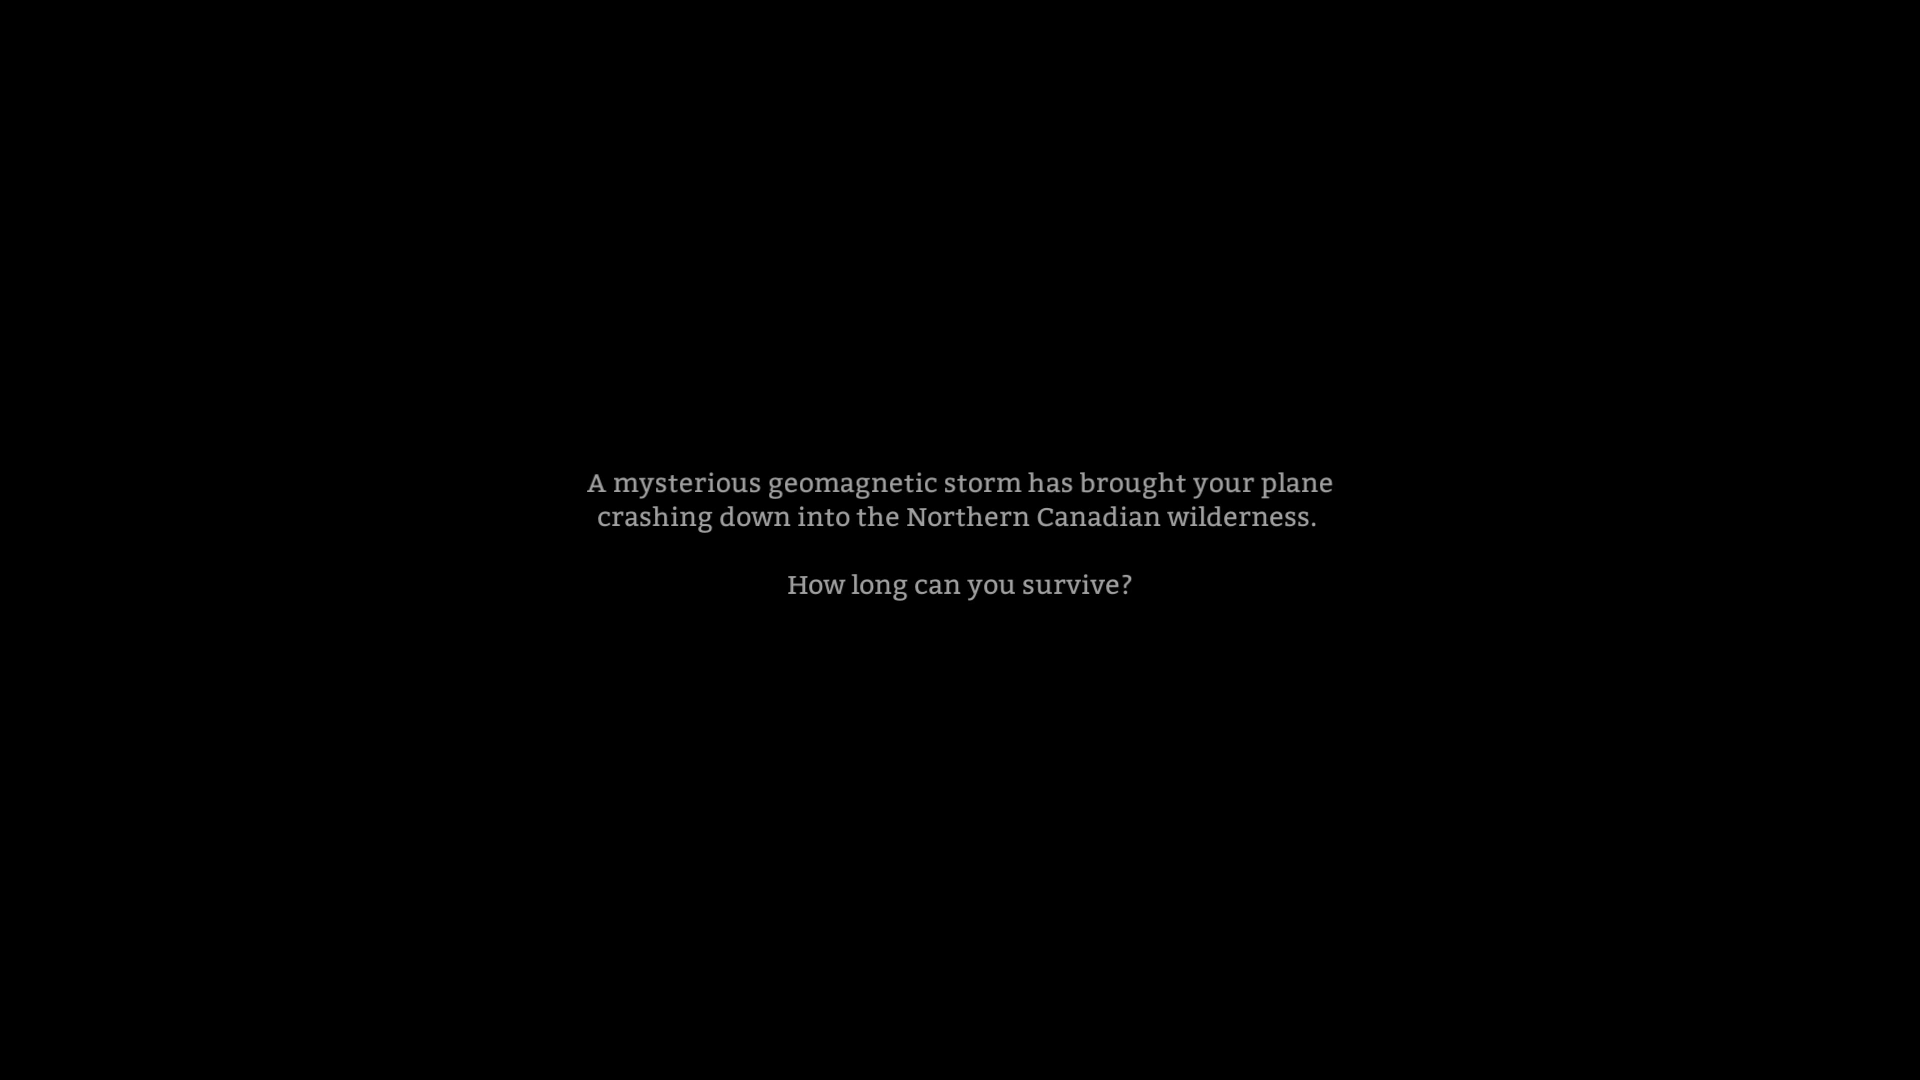 A mysterious geomagnetic storm has brought your plane
crashing down into the Northern Canadian wilderness.
How long can you survive?